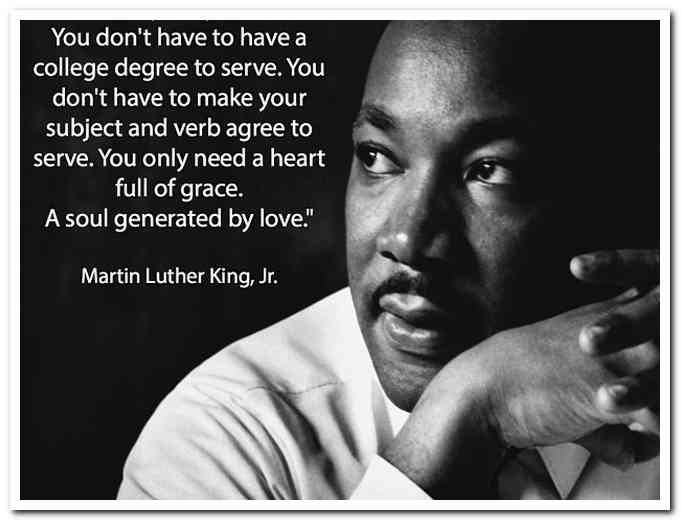 You don't have to have a
college degree to serve. You
don't have to make your
subject and verb agree to
serve. You only need a heart
full of grace.
A soul generated by love."
Martin Luther King, Jr.